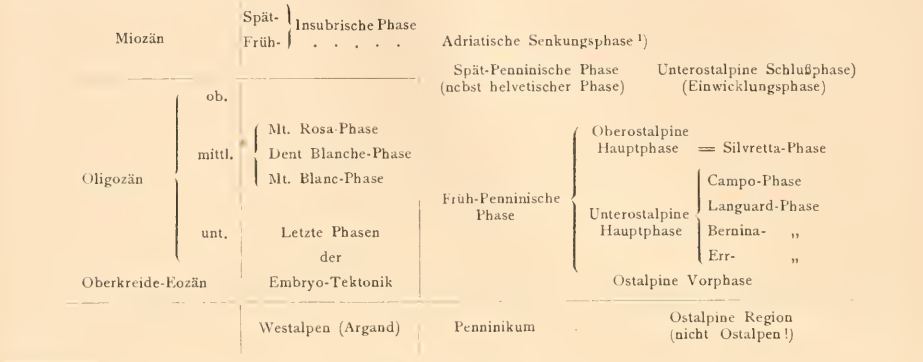 Miozän
Spät- Insubrische Phase
Früh- . . . . . Adriatische Senkungsphase ¹)
Spät-Penninische Phase Unterostalpine Schlußphase)
(nebst helvetischer Phase) (Einwicklungsphase)
ob.
Mt. Rosa-Phase
mittl. Dent Blanche-Phase
Mt. Blanc-Phase
Oligozän
unt. Letzte Phasen
der
Oberkreide-Eozän Embryo-Tektonik
Früh-Penninische
Phase
Oberostalpine
Hauptphase = Silvretta-Phase
Campo-Phase
Languard-Phase
Unterostalpine
Hauptphase Bernina- „
Err- „
Ostalpine Vorphase
Westalpen (Argand) Penninikum Ostalpine Region
(nicht Ostalpen!)